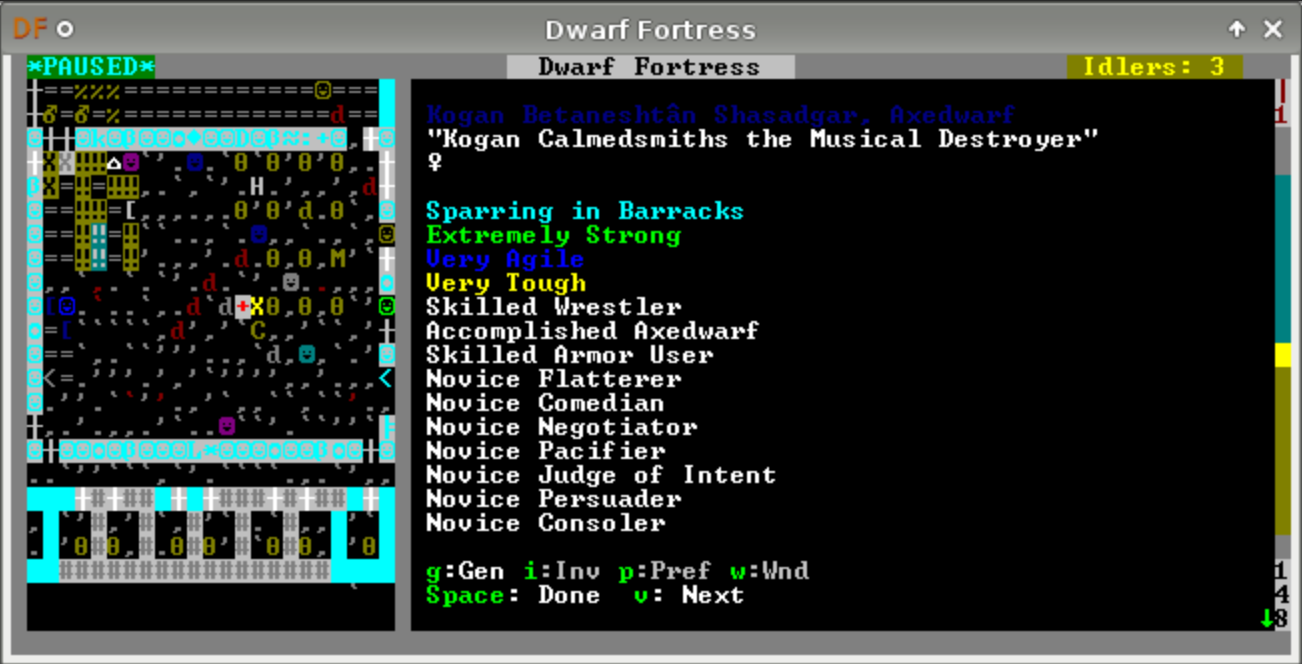 DF Dwarf Fortress
*PAUSED* Dwarf Fortress Idlers: 3
Kogan Betaneshtân Shasadgar, Axedwarf
"Kogan Calmedsmiths the Musical Destroyer"
♀
Sparring in Barracks
Extremely Strong
Very Agile
Very Tough
Skilled Wrestler
Accomplished Axedwarf
Skilled Armor User
Novice Flatterer
Novice Comedian
Novice Negotiator
Novice Pacifier
Novice Judge of Intent
Novice Persuader
Novice Consoler
g:Gen i:Inv p:Pref w:Wnd
Space: Done v: Next